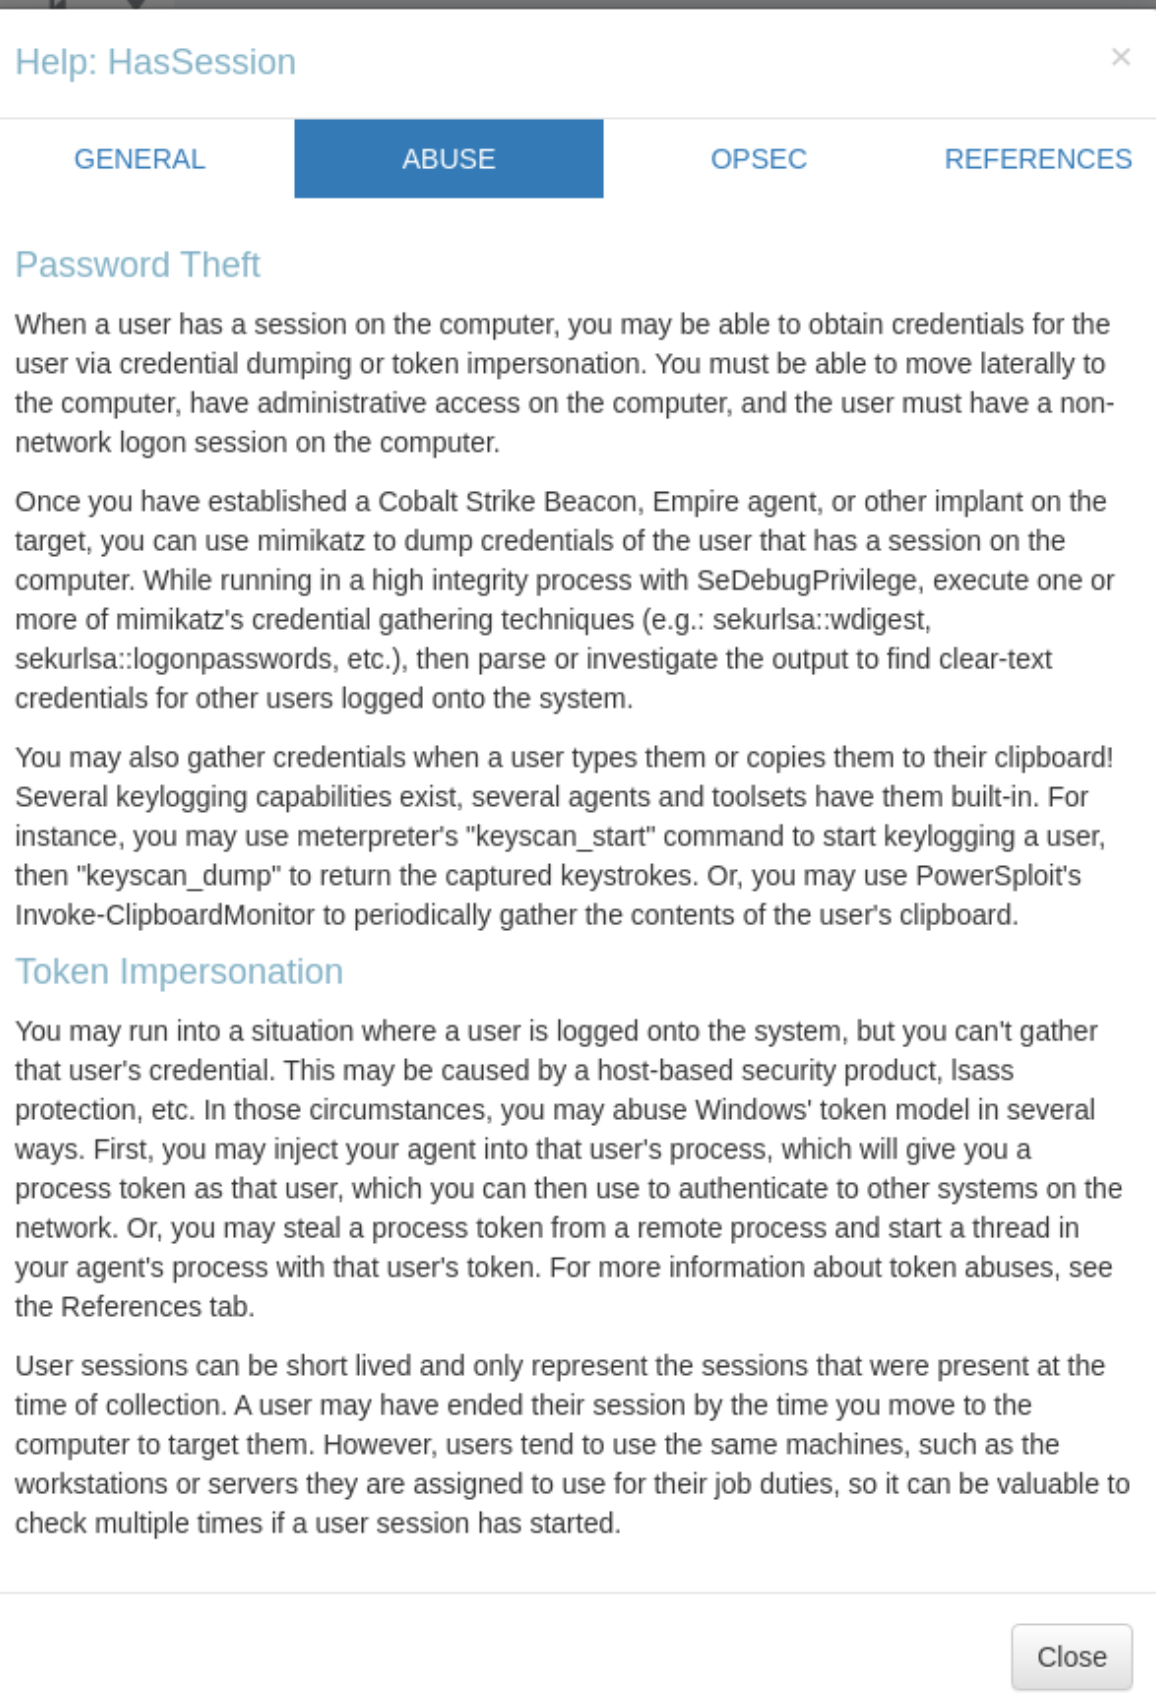 Help: HasSession
×
GENERAL
ABUSE
OPSEC
REFERENCES
Password Theft
When a user has a session on the computer, you may be able to obtain credentials for the
user via credential dumping or token impersonation. You must be able to move laterally to
the computer, have administrative access on the computer, and the user must have a non-
network logon session on the computer.
Once you have established a Cobalt Strike Beacon, Empire agent, or other implant on the
target, you can use mimikatz to dump credentials of the user that has a session on the
computer. While running in a high integrity process with SeDebugPrivilege, execute one or
more of mimikatz's credential gathering techniques (e.g.: sekurlsa::wdigest,
sekurlsa::logonpasswords, etc.), then parse or investigate the output to find clear-text
credentials for other users logged onto the system.
You may also gather credentials when a user types them or copies them to their clipboard!
Several keylogging capabilities exist, several agents and toolsets have them built-in. For
instance, you may use meterpreter's "keyscan_start" command to start keylogging a user,
then "keyscan_dump" to return the captured keystrokes. Or, you may use PowerSploit's
Invoke-ClipboardMonitor to periodically gather the contents of the user's clipboard.
Token Impersonation
You may run into a situation where a user is logged onto the system, but you can't gather
that user's credential. This may be caused by a host-based security product, lsass
protection, etc. In those circumstances, you may abuse Windows' token model in several
ways. First, you may inject your agent into that user's process, which will give you a
process token as that user, which you can then use to authenticate to other systems on the
network. Or, you may steal a process token from a remote process and start a thread in
your agent's process with that user's token. For more information about token abuses, see
the References tab.
User sessions can be short lived and only represent the sessions that were present at the
time of collection. A user may have ended their session by the time you move to the
computer to target them. However, users tend to use the same machines, such as the
workstations or servers they are assigned to use for their job duties, so it can be valuable to
check multiple times if a user session has started.
Close